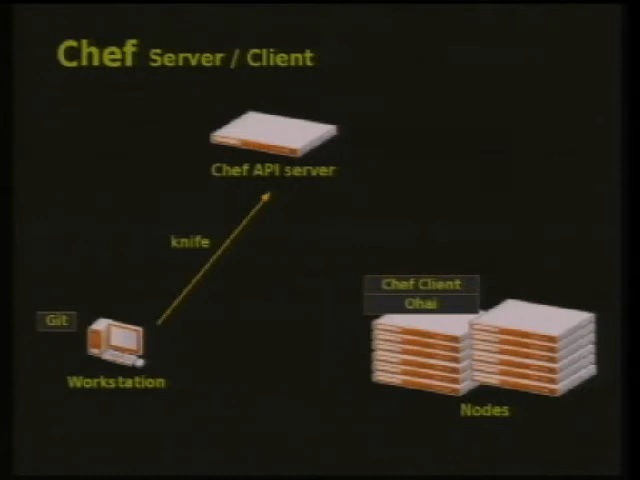 Chef Server / Client
Chef API server
knife
Chef Client
Ohai
Git
Workstation
Nodes